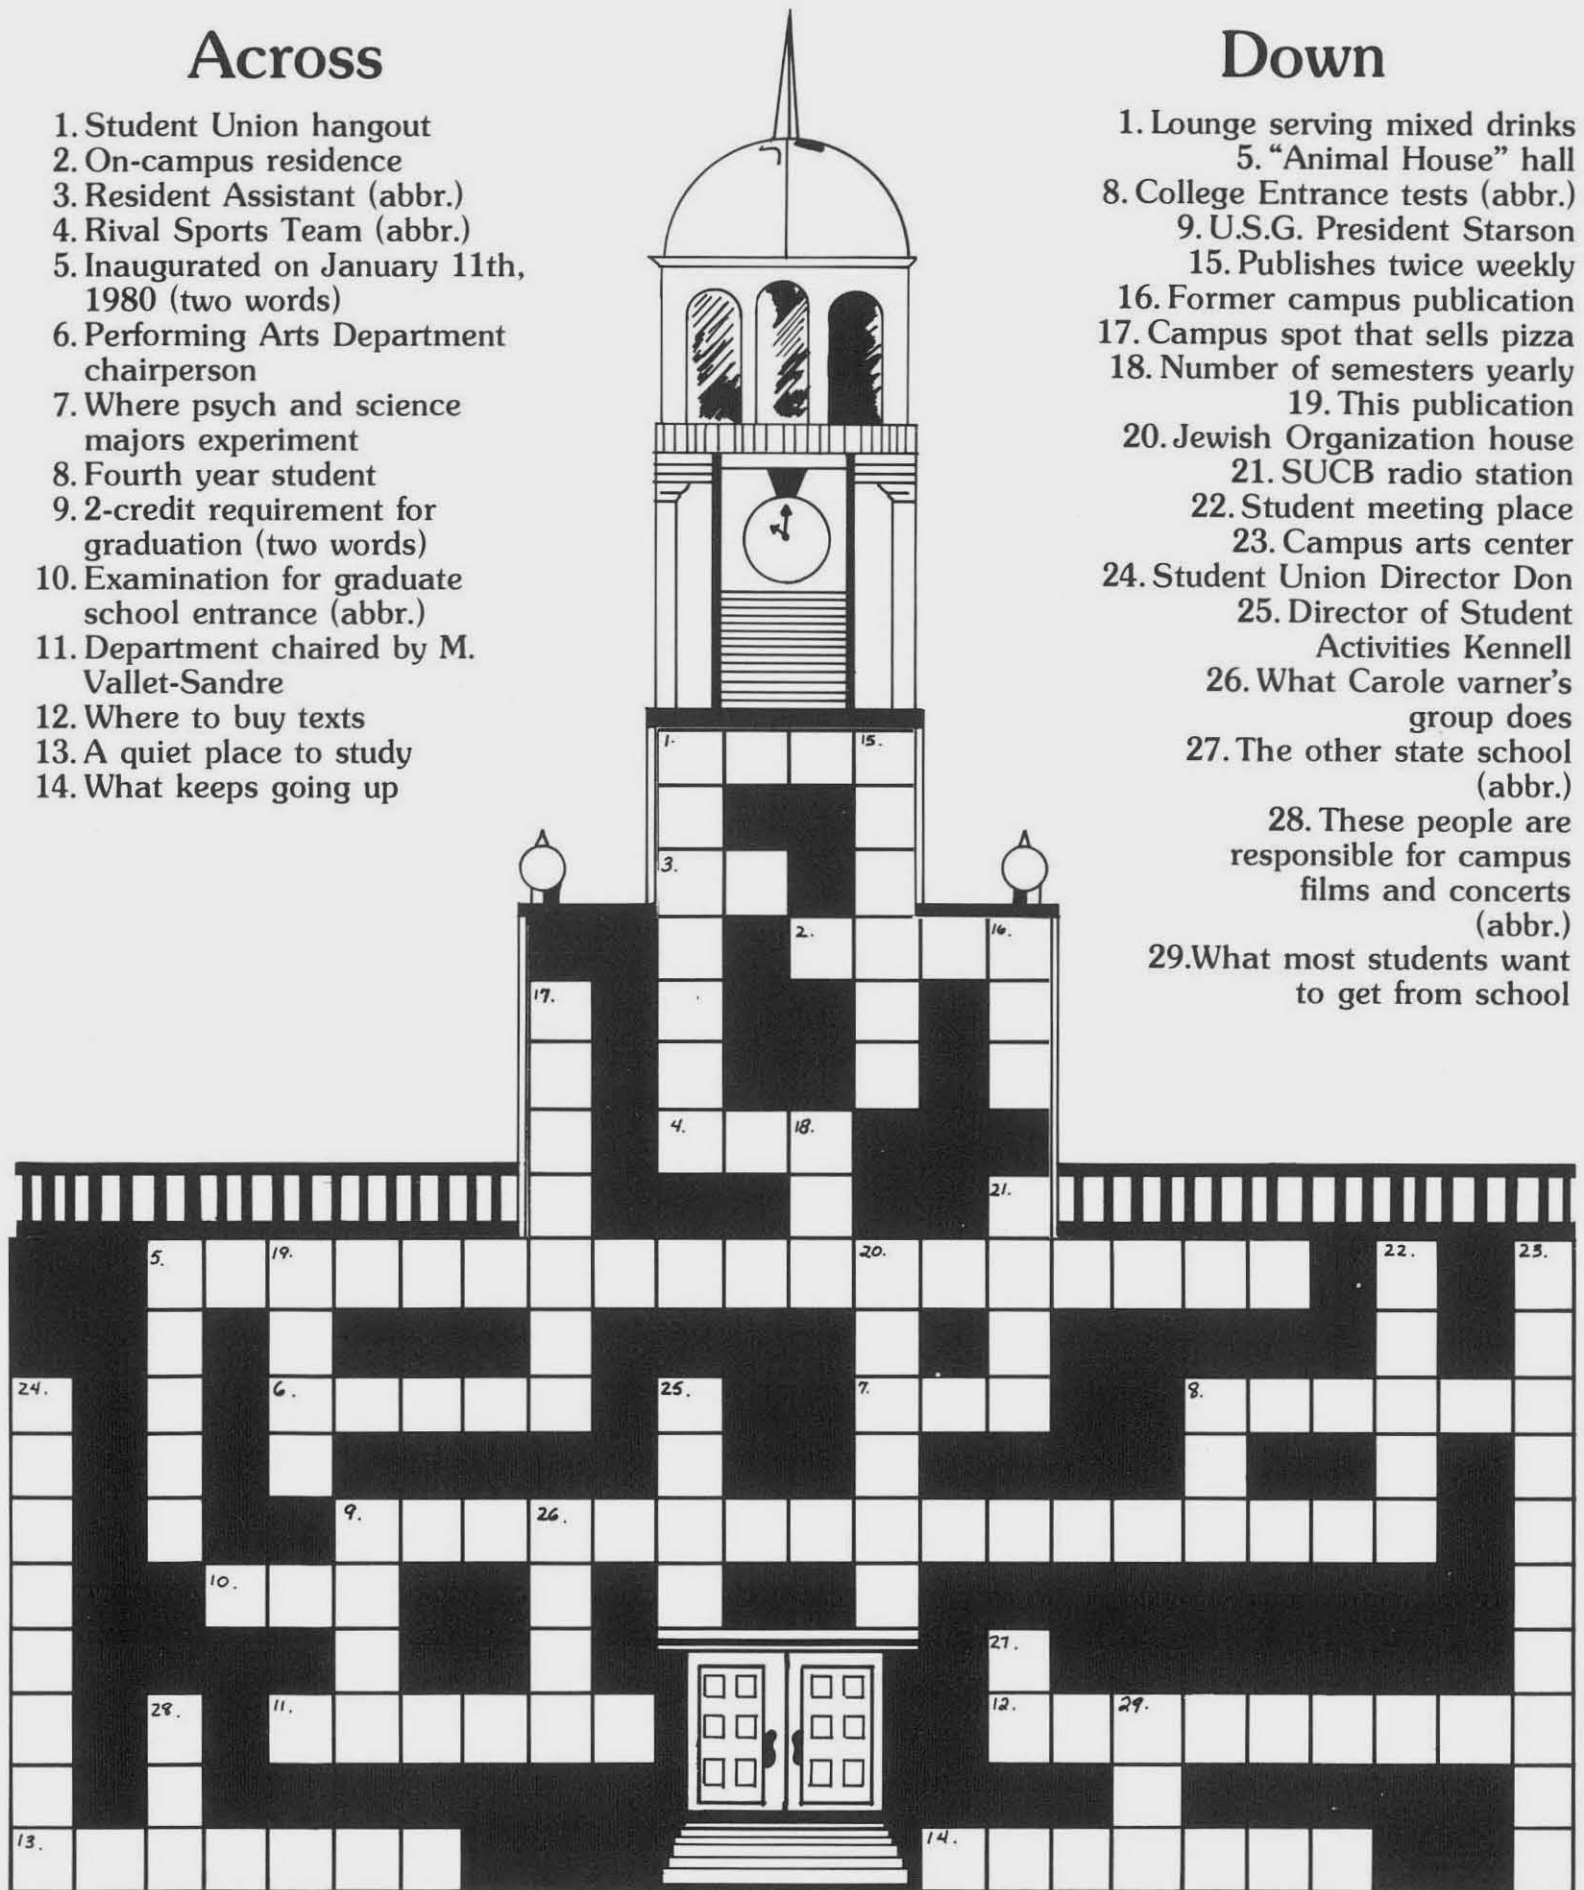 Across
1. Student Union hangout
2. On-campus residence
3. Resident Assistant (abbr.)
4. Rival Sports Team (abbr.)
5. Inaugurated on January 11th,
1980 (two words)
6. Performing Arts Department
chairperson
7. Where psych and science
majors experiment
8. Fourth year student
9. 2-credit requirement for
graduation (two words)
10. Examination for graduate
school entrance (abbr.)
11. Department chaired by M.
Vallet-Sandre
12. Where to buy texts
13. A quiet place to study
14. What keeps going up
Down
1. Lounge serving mixed drinks
5. “Animal House” hall
8. College Entrance tests (abbr.)
9. U.S.G. President Starson
15. Publishes twice weekly
16. Former campus publication
17. Campus spot that sells pizza
18. Number of semesters yearly
19. This publication
20. Jewish Organization house
21. SUCB radio station
22. Student meeting place
23. Campus arts center
24. Student Union Director Don
25. Director of Student
Activities Kennell
26. What Carole varner's
group does
27. The other state school
(abbr.)
28. These people are
responsible for campus
films and concerts
(abbr.)
29.What most students want
to get from school
1. 15.
3.
2. 16.
17.
4. 18.
21.
5. 19. 20. 22. 23.
24. 6. 25. 7. 8.
9. 26.
10.
27.
28. 11. 12. 29.
13. 14.